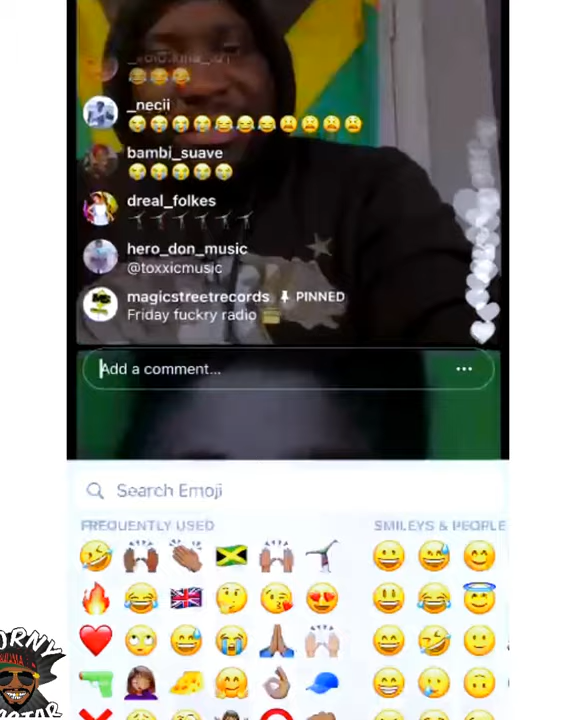 _necii
bambi_suave
dreal_folkes
hero_don_music
@toxxicmusic
magicstreetrecords PINNED
Friday fuckry radio
Add a comment...
Search Emoji
FREQUENTLY USED
SMILEYS & PEOPLE